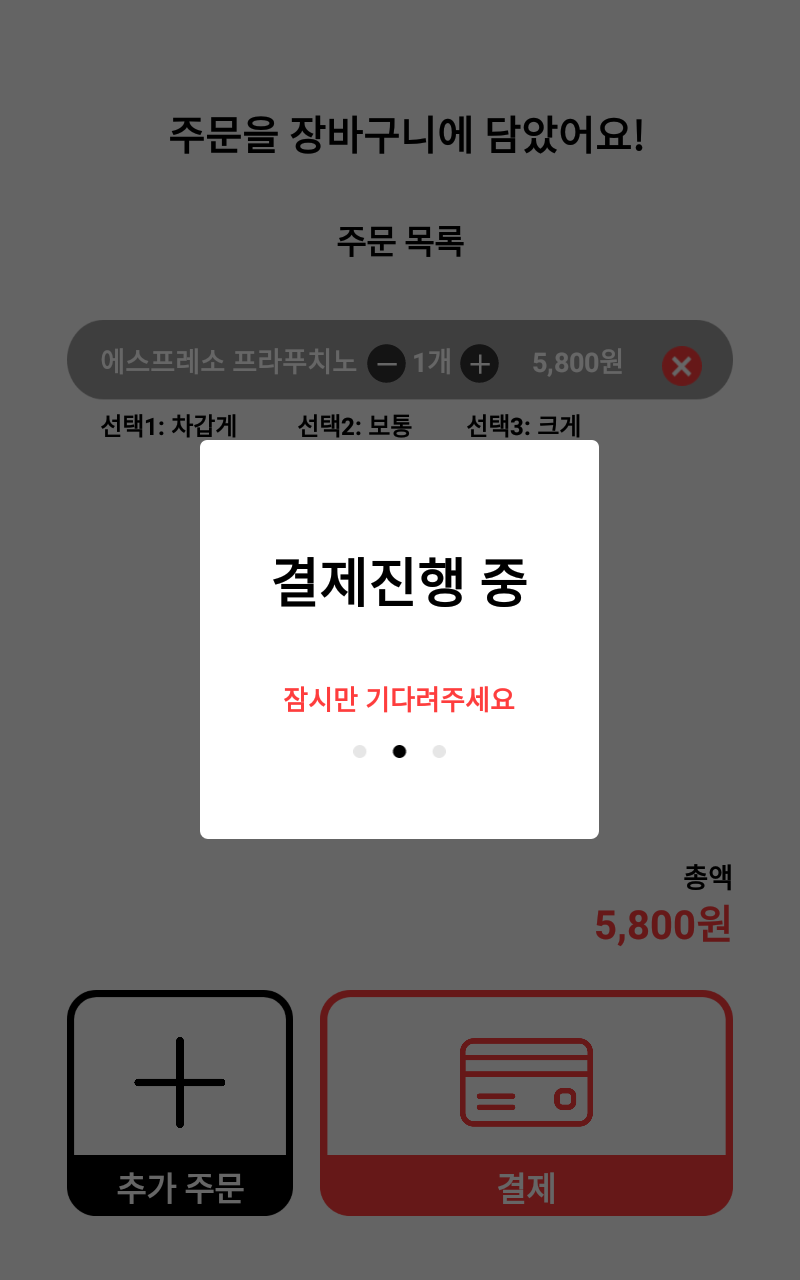 주문을 장바구니에 담았어요!
주문 목록
에스프레소 프라푸치노 1개 5,800원
선택1: 차갑게 선택2: 보통 선택3: 크게
결제진행 중
잠시만 기다려주세요
총액
5,800원
추가 주문 결제